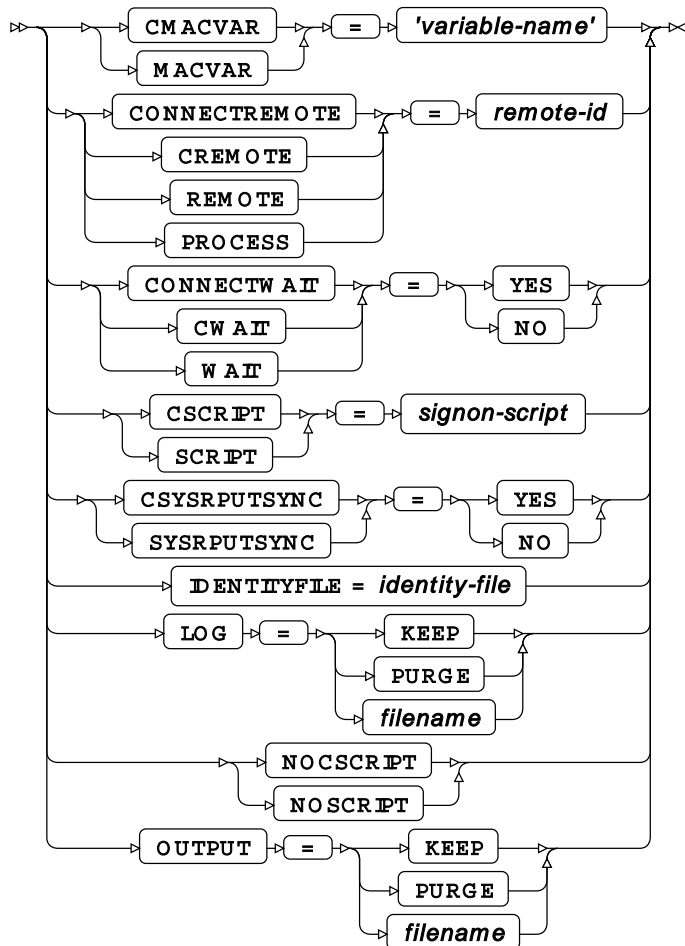 CMACVAR = 'variable-name'
MACVAR
CONNECTREMOTE = remote-id
CREMOTE
REMOTE
PROCESS
CONNECTWAIT = YES
CWAIT NO
WAIT
CSCRIPT = signon-script
SCRIPT
CSYSRPUTSYNC = YES
SYSRPUTSYNC NO
IDENTITYFILE = identity-file
LOG = KEEP
PURGE
filename
NOCSCRIPT
NOSCRIPT
OUTPUT = KEEP
PURGE
filename